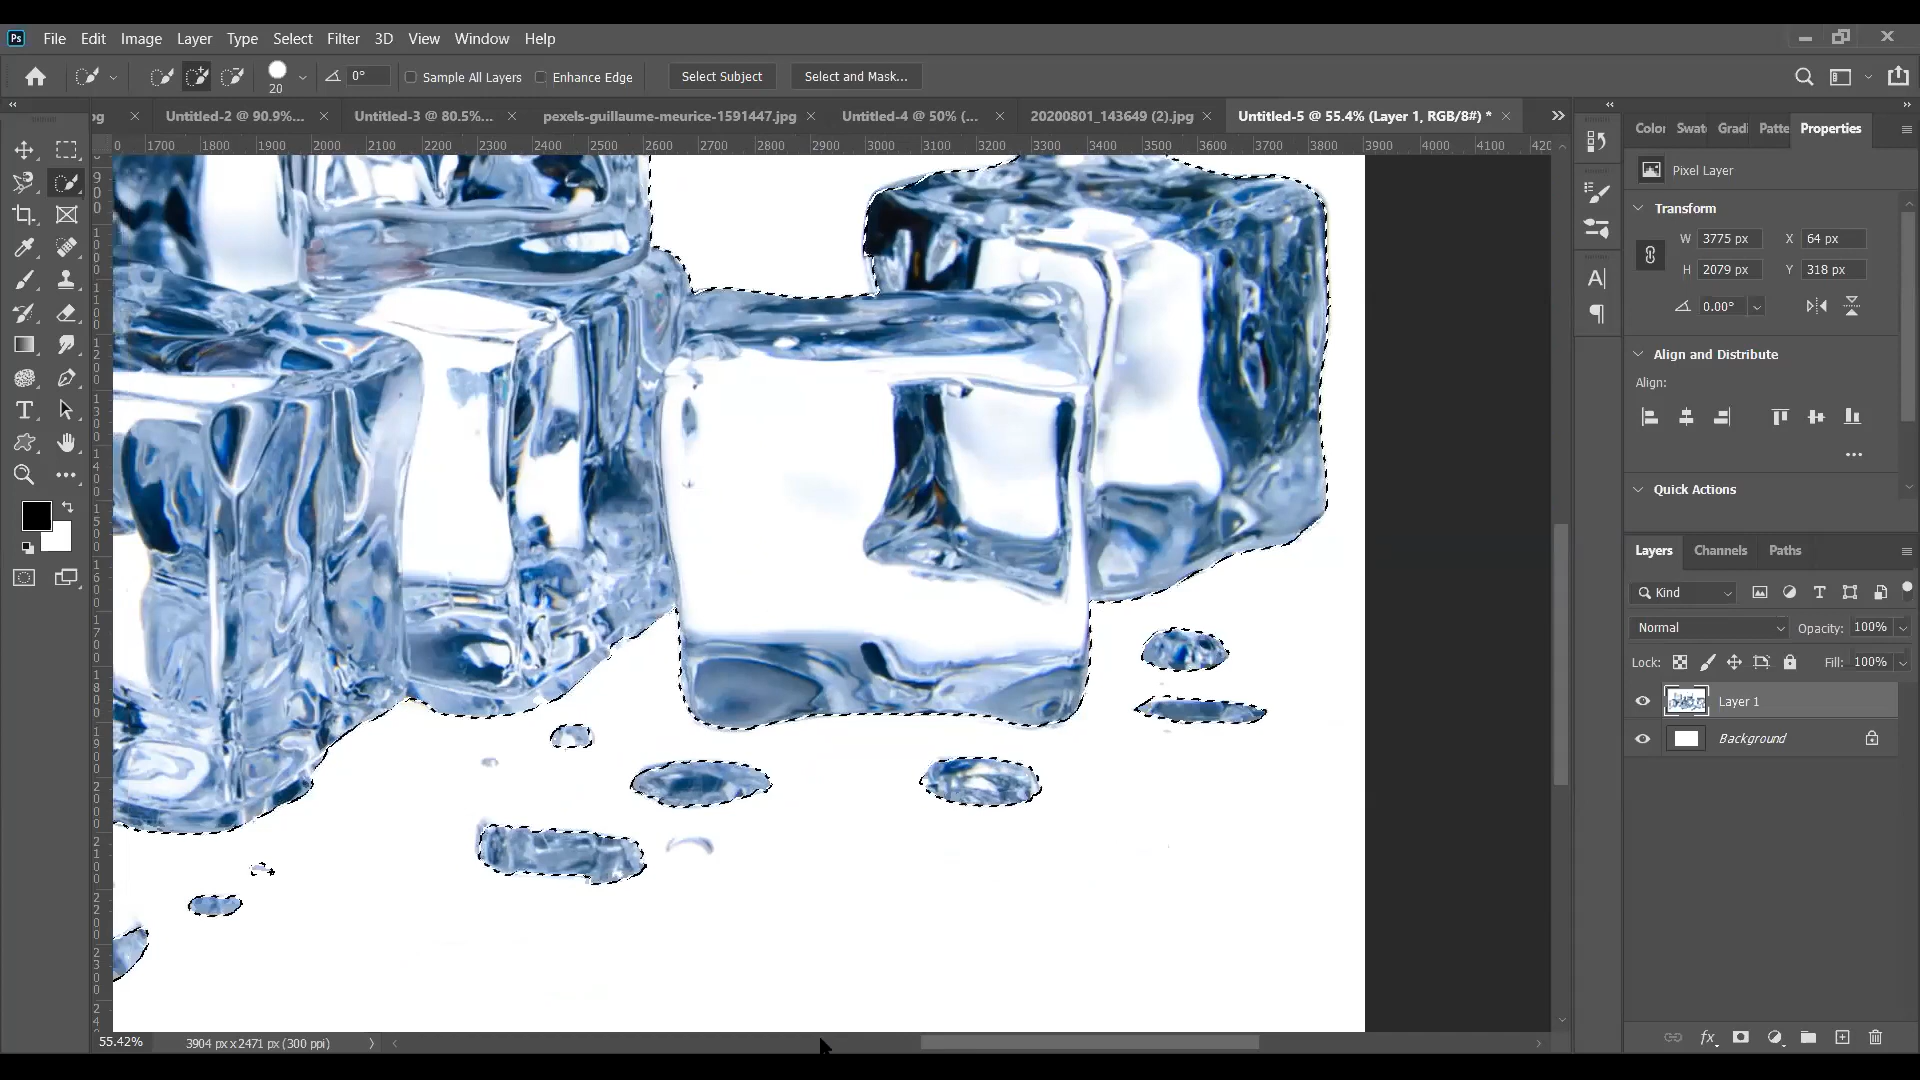 Ps File Edit Image Layer Type Select Filter 3D View Window Help
20 0° Sample All Layers Enhance Edge Select Subject Select and Mask...
pg Untitled-2 @ 90.9%... Untitled-3 @ 80.5%... pexels-guillaume-meurice-1591447.jpg Untitled-4 @ 50% (... 20200801_143649 (2).jpg Untitled-5 @ 55.4% (Layer 1, RGB/8#) *
Color Swat Gradi Patte Properties
1700 1800 1900 2000 2100 2200 2300 2400 2500 2600 2700 2800 2900 3000 3100 3200 3300 3400 3500 3600 3700 3800 3900 4000 4100 420
Pixel Layer
Transform
W 3775 px X 64 px
H 2079 px Y 318 px
0.00°
Align and Distribute
Align:
Quick Actions
Layers Channels Paths
Kind
Normal Opacity: 100%
Lock: Fill: 100%
Layer 1
Background
55.42% 3904 px x 2471 px (300 ppi)